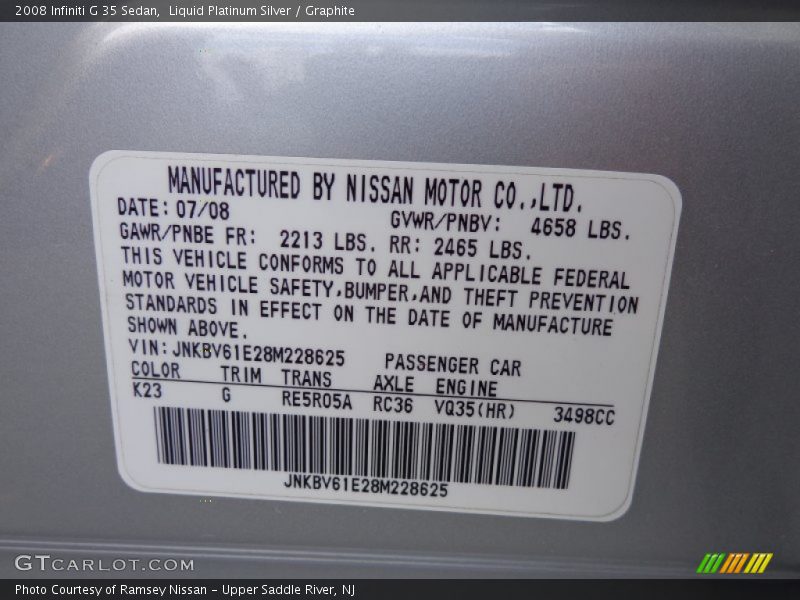 2008 Infiniti G 35 Sedan,  Liquid Platinum Silver / Graphite
MANUFACTURED BY NISSAN MOTOR CO.,LTD.
DATE: 07/08 GVWR/PNBV: 4658 LBS.
GAWR/PNBE FR: 2213 LBS. RR: 2465 LBS.
THIS VEHICLE CONFORMS TO ALL APPLICABLE FEDERAL
MOTOR VEHICLE SAFETY,BUMPER,AND THEFT PREVENTION
STANDARDS IN EFFECT ON THE DATE OF MANUFACTURE
SHOWN ABOVE.
VIN: JNKBV61E28M228625 PASSENGER CAR
COLOR TRIM TRANS AXLE ENGINE
K23 G RE5R05A RC36 VQ35(HR) 3498CC
JNKBV61E28M228625
GTCARLOT.COM
Photo Courtesy of Ramsey Nissan - Upper Saddle River, NJ